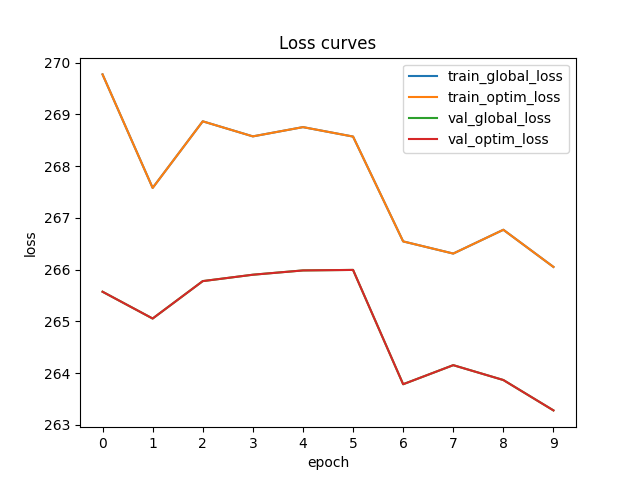 Loss curves
train_global_loss
train_optim_loss
val_global_loss
val_optim_loss
270
269
268
267
266
265
264
263
loss
0 1 2 3 4 5 6 7 8 9
epoch